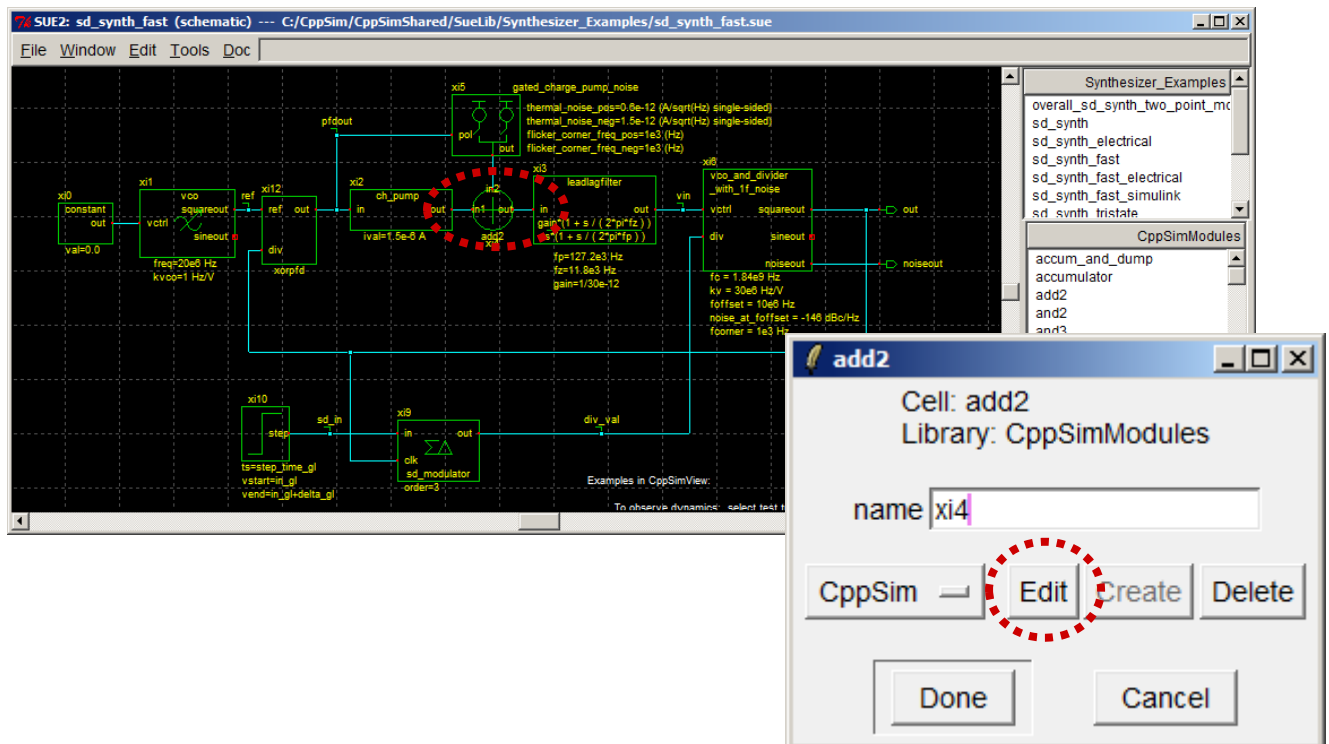 SUE2: sd_synth_fast (schematic) --- C:/CppSim/CppSimShared/SueLib/Synthesizer_Examples/sd_synth_fast.sue
File Window Edit Tools Doc
xi5 gated_charge_pump_noise
thermal_noise_pos=0.6e-12 (A/sqrt(Hz) single-sided)
thermal_noise_neg=1.5e-12 (A/sqrt(Hz) single-sided)
flicker_corner_freq_pos=1e3 (Hz)
flicker_corner_freq_neg=1e3 (Hz)
pol
out
pfdout
xi0
constant
out
val=0.0
xi1
vco
squareout
vctrl
sineout
freq=20e6 Hz
kvco=1 Hz/V
ref
xi12
ref out
div
xorpfd
xi2
ch_pump
in out
ival=1.5e-6 A
in2
in1 out
add2
xi3
leadlagfilter
in out
gain*(1 + s / ( 2*pi*fz ) )
s*(1 + s / ( 2*pi*fp ) )
fp=127.2e3 Hz
fz=11.8e3 Hz
gain=1/30e-12
vin
xi6
vco_and_divider
_with_1f_noise
vctrl squareout
div sineout
noiseout
out
noiseout
fc = 1.84e9 Hz
kv = 30e6 Hz/V
foffset = 10e6 Hz
noise_at_foffset = -146 dBc/Hz
fcorner = 1e3 Hz
xi10
step
ts=step_time_gl
vstart=in_gl
vend=in_gl+delta_gl
sd_in
xi9
in out
ΣΔ
clk
sd_modulator
order=3
div_val
Examples in CppSimView:
To observe dynamics: select test
Synthesizer_Examples
overall_sd_synth_two_point_mo
sd_synth
sd_synth_electrical
sd_synth_fast
sd_synth_fast_electrical
sd_synth_fast_simulink
sd_synth_tristate
CppSimModules
accum_and_dump
accumulator
add2
and2
and3
add2
Cell: add2
Library: CppSimModules
name xi4
CppSim Edit Create Delete
Done Cancel